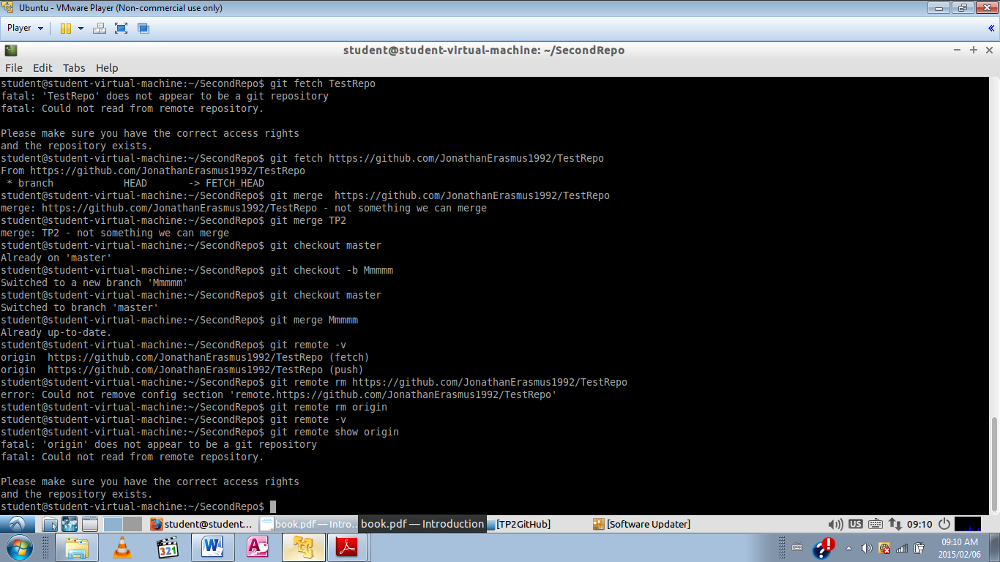 Ubuntu - VMware Player (Non-commercial use only)
Player
student@student-virtual-machine: ~/SecondRepo
File Edit Tabs Help
student@student-virtual-machine:~/SecondRepo$ git fetch TestRepo
fatal: 'TestRepo' does not appear to be a git repository
fatal: Could not read from remote repository.
Please make sure you have the correct access rights
and the repository exists.
student@student-virtual-machine:~/SecondRepo$ git fetch https://github.com/JonathanErasmus1992/TestRepo
From https://github.com/JonathanErasmus1992/TestRepo
 * branch            HEAD       -> FETCH_HEAD
student@student-virtual-machine:~/SecondRepo$ git merge  https://github.com/JonathanErasmus1992/TestRepo
merge: https://github.com/JonathanErasmus1992/TestRepo - not something we can merge
student@student-virtual-machine:~/SecondRepo$ git merge TP2
merge: TP2 - not something we can merge
student@student-virtual-machine:~/SecondRepo$ git checkout master
Already on 'master'
student@student-virtual-machine:~/SecondRepo$ git checkout -b Mmmmm
Switched to a new branch 'Mmmmm'
student@student-virtual-machine:~/SecondRepo$ git checkout master
Switched to branch 'master'
student@student-virtual-machine:~/SecondRepo$ git merge Mmmmm
Already up-to-date.
student@student-virtual-machine:~/SecondRepo$ git remote -v
origin  https://github.com/JonathanErasmus1992/TestRepo (fetch)
origin  https://github.com/JonathanErasmus1992/TestRepo (push)
student@student-virtual-machine:~/SecondRepo$ git remote rm https://github.com/JonathanErasmus1992/TestRepo
error: Could not remove config section 'remote.https://github.com/JonathanErasmus1992/TestRepo'
student@student-virtual-machine:~/SecondRepo$ git remote rm origin
student@student-virtual-machine:~/SecondRepo$ git remote -v
student@student-virtual-machine:~/SecondRepo$ git remote show origin
fatal: 'origin' does not appear to be a git repository
fatal: Could not read from remote repository.
Please make sure you have the correct access rights
and the repository exists.
student@student-virtual-machine:~/SecondRepo$
student@student... book.pdf — Intro... book.pdf — Introduction [TP2GitHub] [Software Updater] US 09:10
321 W A 09:10 AM
2015/02/06